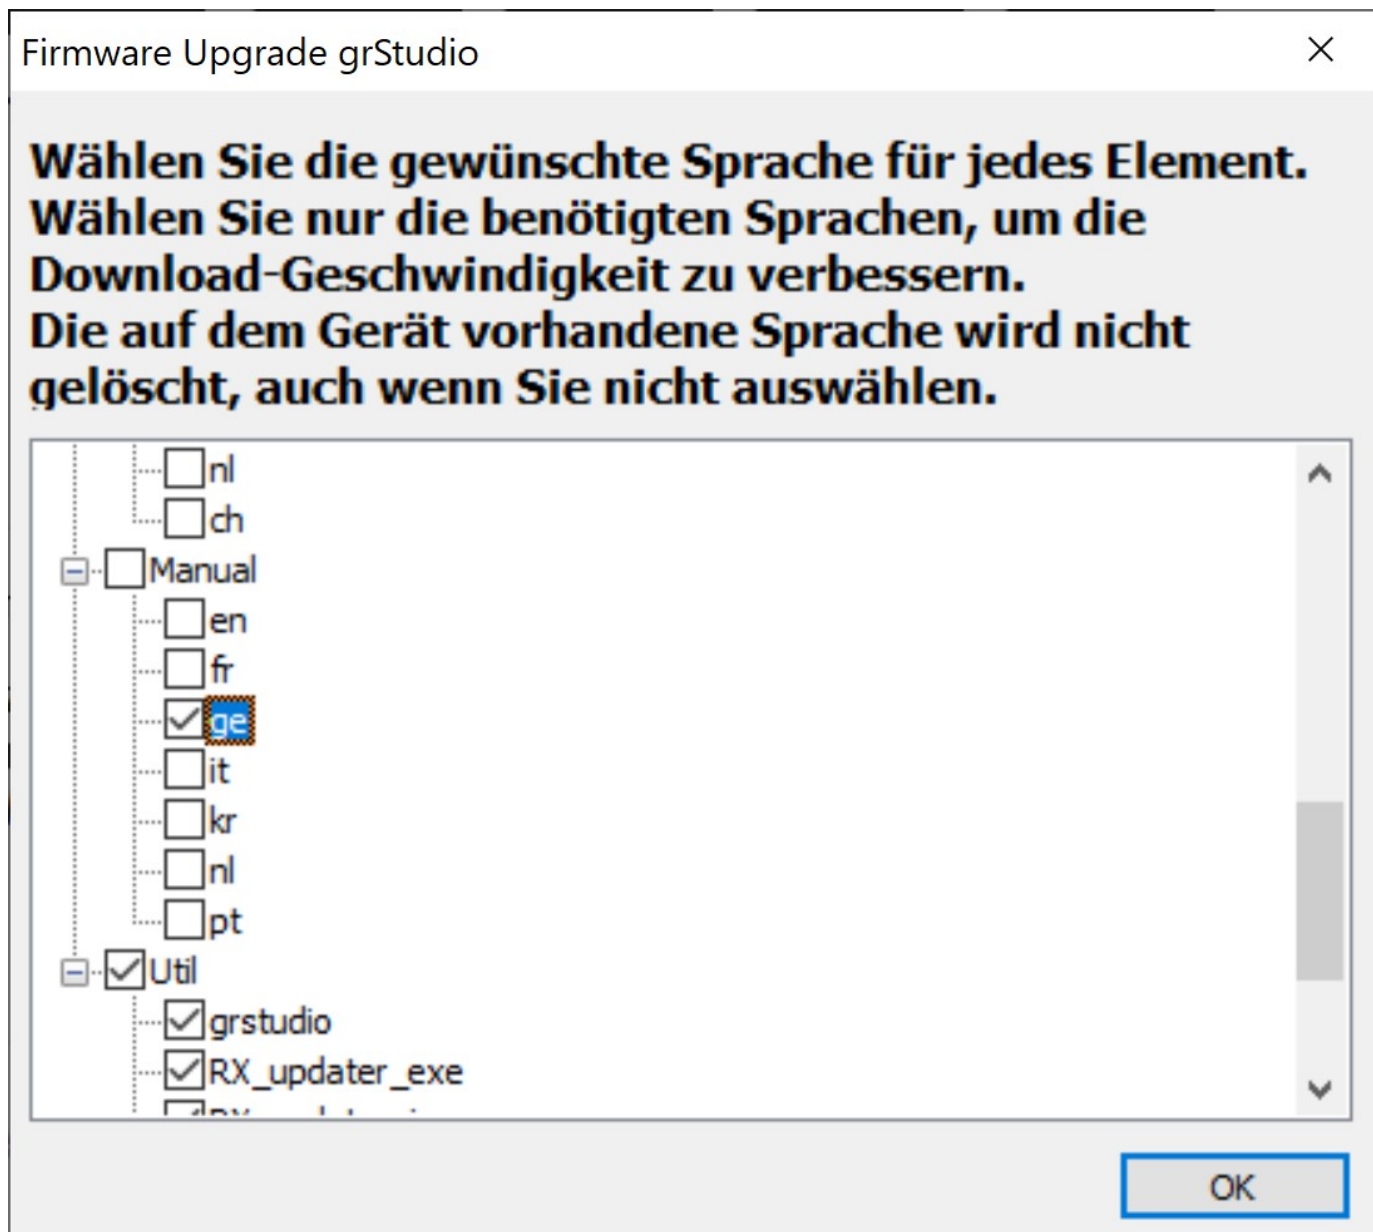 Firmware Upgrade grStudio
Wählen Sie die gewünschte Sprache für jedes Element.
Wählen Sie nur die benötigten Sprachen, um die
Download-Geschwindigkeit zu verbessern.
Die auf dem Gerät vorhandene Sprache wird nicht
gelöscht, auch wenn Sie nicht auswählen.
nl
ch
Manual
en
fr
ge
it
kr
nl
pt
Util
grstudio
RX_updater_exe
OK